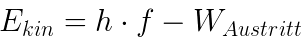 E_{kin} = h · f − W_{Austritt}